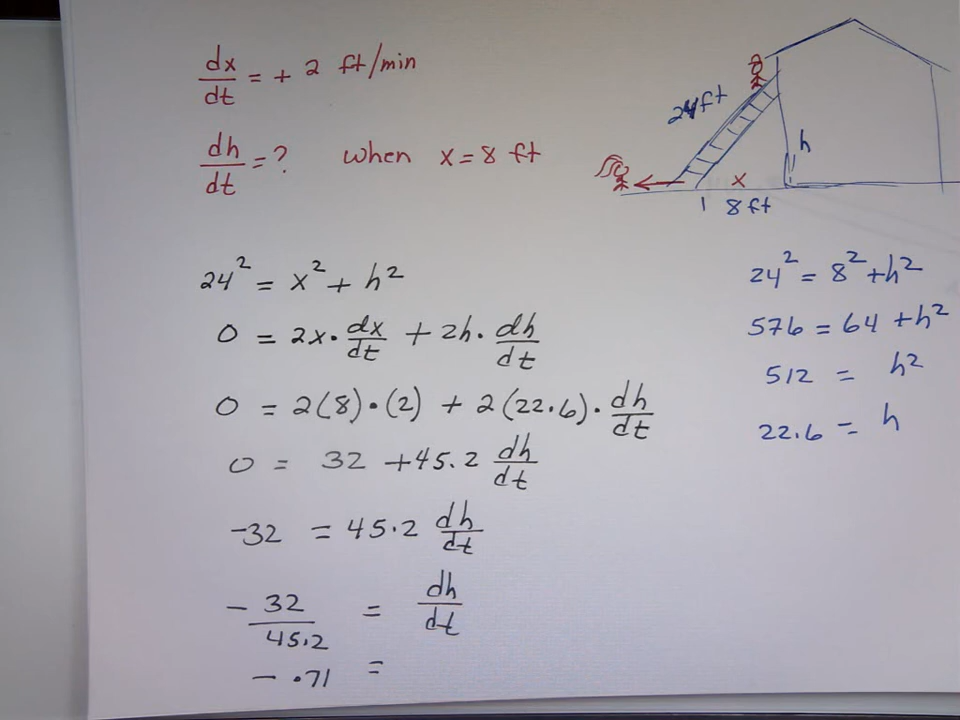 dx/dt = + 2 ft/min
dh/dt = ? when x = 8 ft
24 ft
h
x
8 ft
24² = x² + h²
0 = 2x · dx/dt + 2h · dh/dt
0 = 2(8) · (2) + 2(22.6) · dh/dt
0 = 32 + 45.2 dh/dt
-32 = 45.2 dh/dt
- 32/45.2 = dh/dt
- .71 =
24² = 8² + h²
576 = 64 + h²
512 = h²
22.6 = h